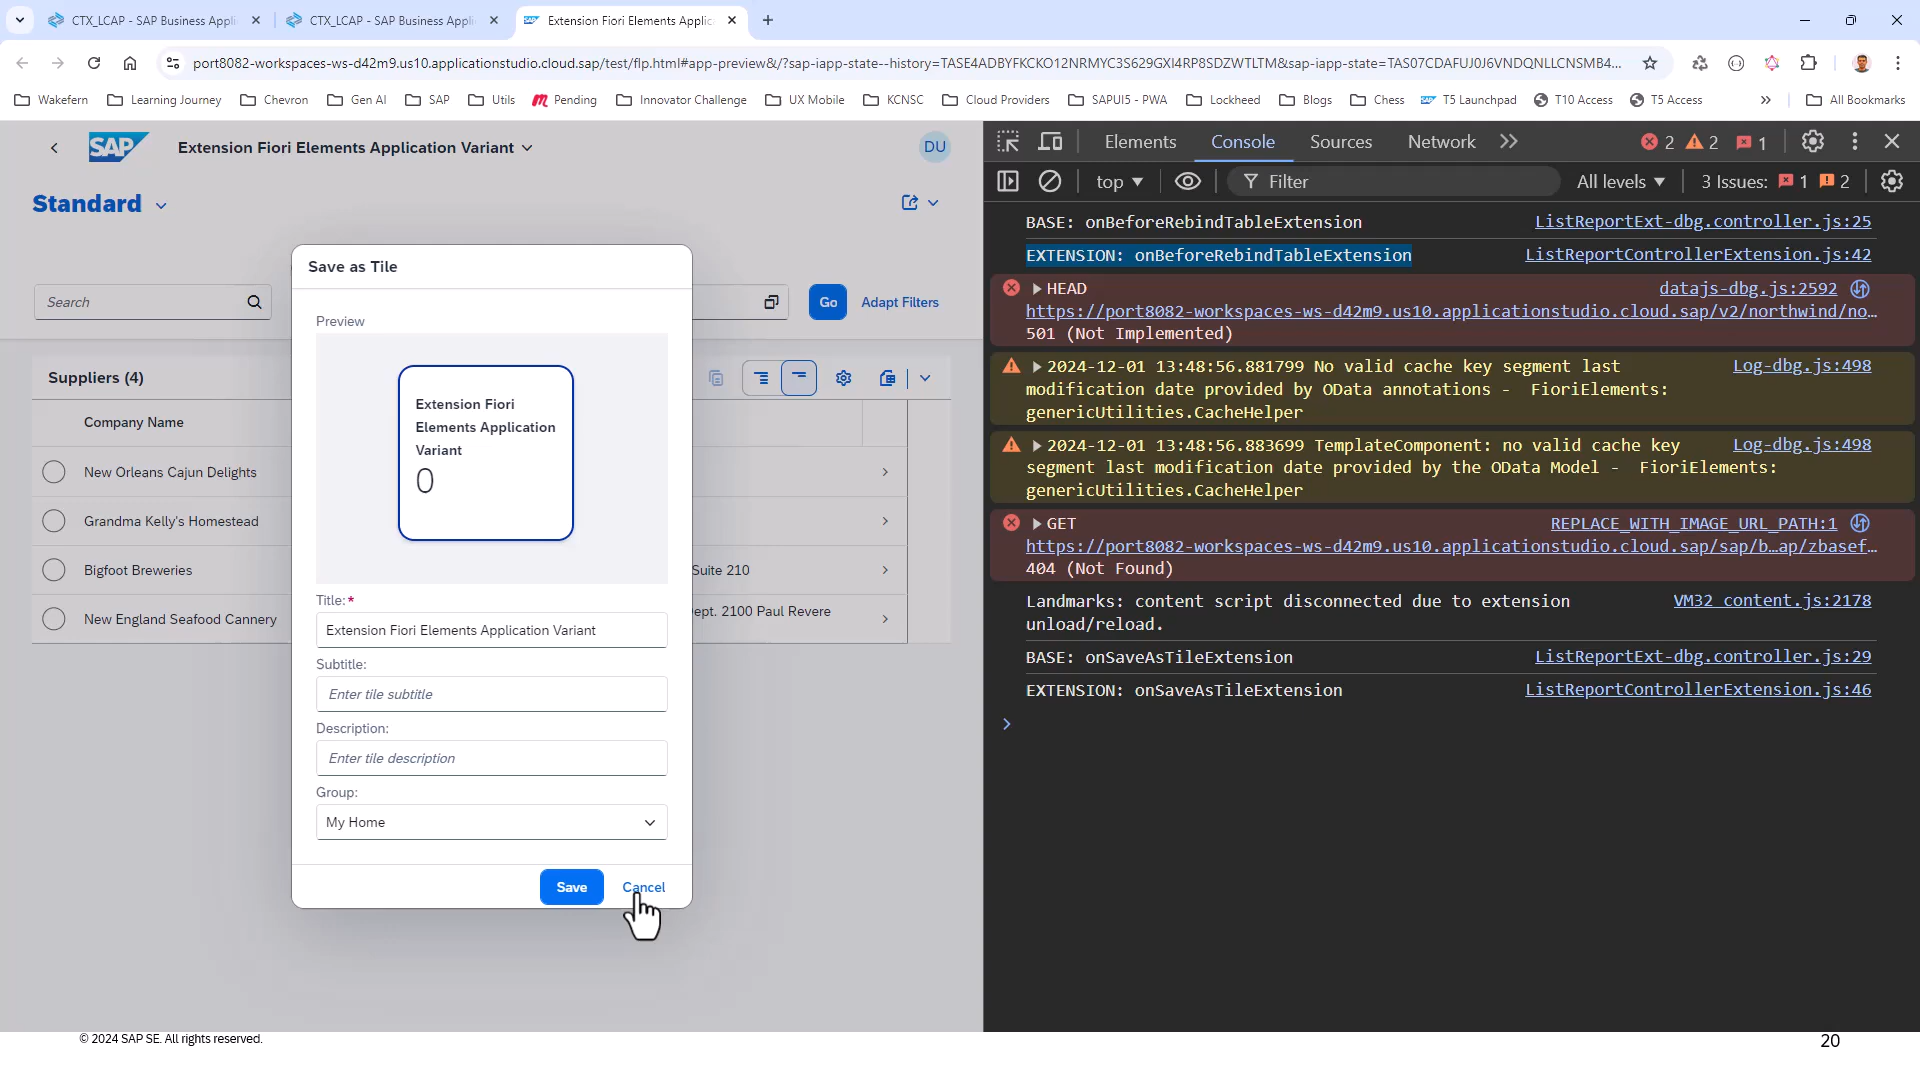 CTX_LCAP - SAP Business Appli
CTX_LCAP - SAP Business Appli
Extension Fiori Elements Applic
port8082-workspaces-ws-d42m9.us10.applicationstudio.cloud.sap/test/flp.html#app-preview&/?sap-iapp-state--history=TASE4ADBYFKCKO12NRMYC3S629GXI4RP8SDZWTLTM&sap-iapp-state=TAS07CDAFUJ0J6VNDQNLLCNSMB4...
Wakefern
Learning Journey
Chevron
Gen AI
SAP
Utils
Pending
Innovator Challenge
UX Mobile
KCNSC
Cloud Providers
SAPUI5 - PWA
Lockheed
Blogs
Chess
T5 Launchpad
T10 Access
T5 Access
All Bookmarks
SAP
Extension Fiori Elements Application Variant
DU
Standard
Search
Go
Adapt Filters
Suppliers (4)
Company Name
New Orleans Cajun Delights
Grandma Kelly's Homestead
Bigfoot Breweries
Suite 210
New England Seafood Cannery
ept. 2100 Paul Revere
Save as Tile
Preview
Extension Fiori
Elements Application
Variant
0
Title:*
Extension Fiori Elements Application Variant
Subtitle:
Enter tile subtitle
Description:
Enter tile description
Group:
My Home
Save
Cancel
Elements
Console
Sources
Network
2
2
1
top
Filter
All levels
3 Issues:
1
2
BASE: onBeforeRebindTableExtension
ListReportExt-dbg.controller.js:25
EXTENSION: onBeforeRebindTableExtension
ListReportControllerExtension.js:42
HEAD
datajs-dbg.js:2592
https://port8082-workspaces-ws-d42m9.us10.applicationstudio.cloud.sap/v2/northwind/no…
501 (Not Implemented)
2024-12-01 13:48:56.881799 No valid cache key segment last
Log-dbg.js:498
modification date provided by OData annotations -  FioriElements:
genericUtilities.CacheHelper
2024-12-01 13:48:56.883699 TemplateComponent: no valid cache key
Log-dbg.js:498
segment last modification date provided by the OData Model -  FioriElements:
genericUtilities.CacheHelper
GET
REPLACE_WITH_IMAGE_URL_PATH:1
https://port8082-workspaces-ws-d42m9.us10.applicationstudio.cloud.sap/sap/b…ap/zbasef…
404 (Not Found)
Landmarks: content script disconnected due to extension
VM32 content.js:2178
unload/reload.
BASE: onSaveAsTileExtension
ListReportExt-dbg.controller.js:29
EXTENSION: onSaveAsTileExtension
ListReportControllerExtension.js:46
© 2024 SAP SE. All rights reserved.
20